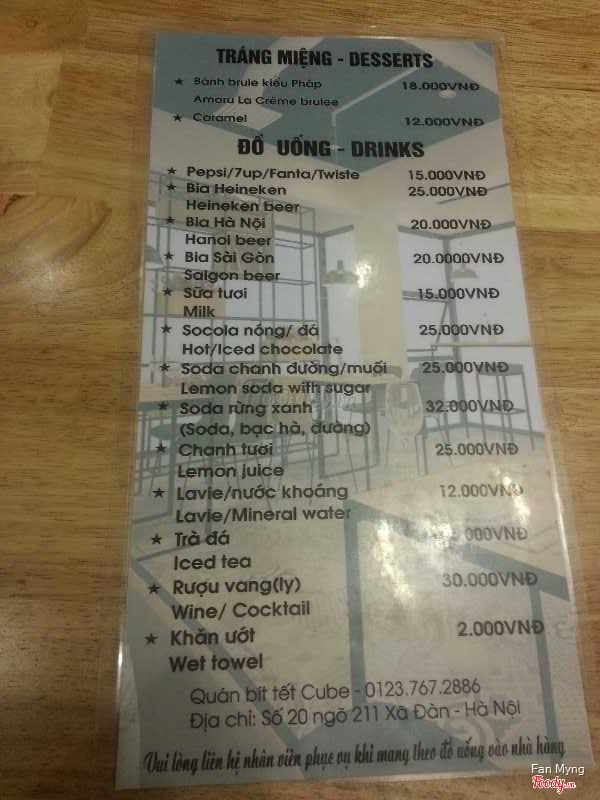 TRÁNG MIỆNG - DESSERTS
★ Bánh brule kiểu Pháp 18.000VNĐ
Amaru La Crême brulee
★ Caramel 12.000VNĐ
ĐỒ UỐNG - DRINKS
★ Pepsi/7up/Fanta/Twiste 15.000VNĐ
★ Bia Heineken 25.000VNĐ
Heineken beer
★ Bia Hà Nội 20.000VNĐ
Hanoi beer
★ Bia Sài Gòn 20.0000VNĐ
Saigon beer
★ Sữa tươi 15.000VNĐ
Milk
★ Socola nóng/ đá 25.000VNĐ
Hot/Iced chocolate
★ Soda chanh đường/muối 25.000VNĐ
Lemon soda with sugar
★ Soda rừng xanh 32.000VNĐ
(Soda, bạc hà, đường)
★ Chanh tươi 25.000VNĐ
Lemon juice
★ Lavie/nước khoáng 12.000VNĐ
Lavie/Mineral water
★ Trà đá .000VNĐ
Iced tea
★ Rượu vang(ly) 30.000VNĐ
Wine/ Cocktail
★ Khăn ướt 2.000VNĐ
Wet towel
Quán bít tết Cube - 0123.767.2886
Địa chỉ: Số 20 ngõ 211 Xã Đàn - Hà Nội
Vui lòng liên hệ nhân viên phục vụ khi mang theo đồ uống vào nhà hàng
Fan Myng
Foody.vn